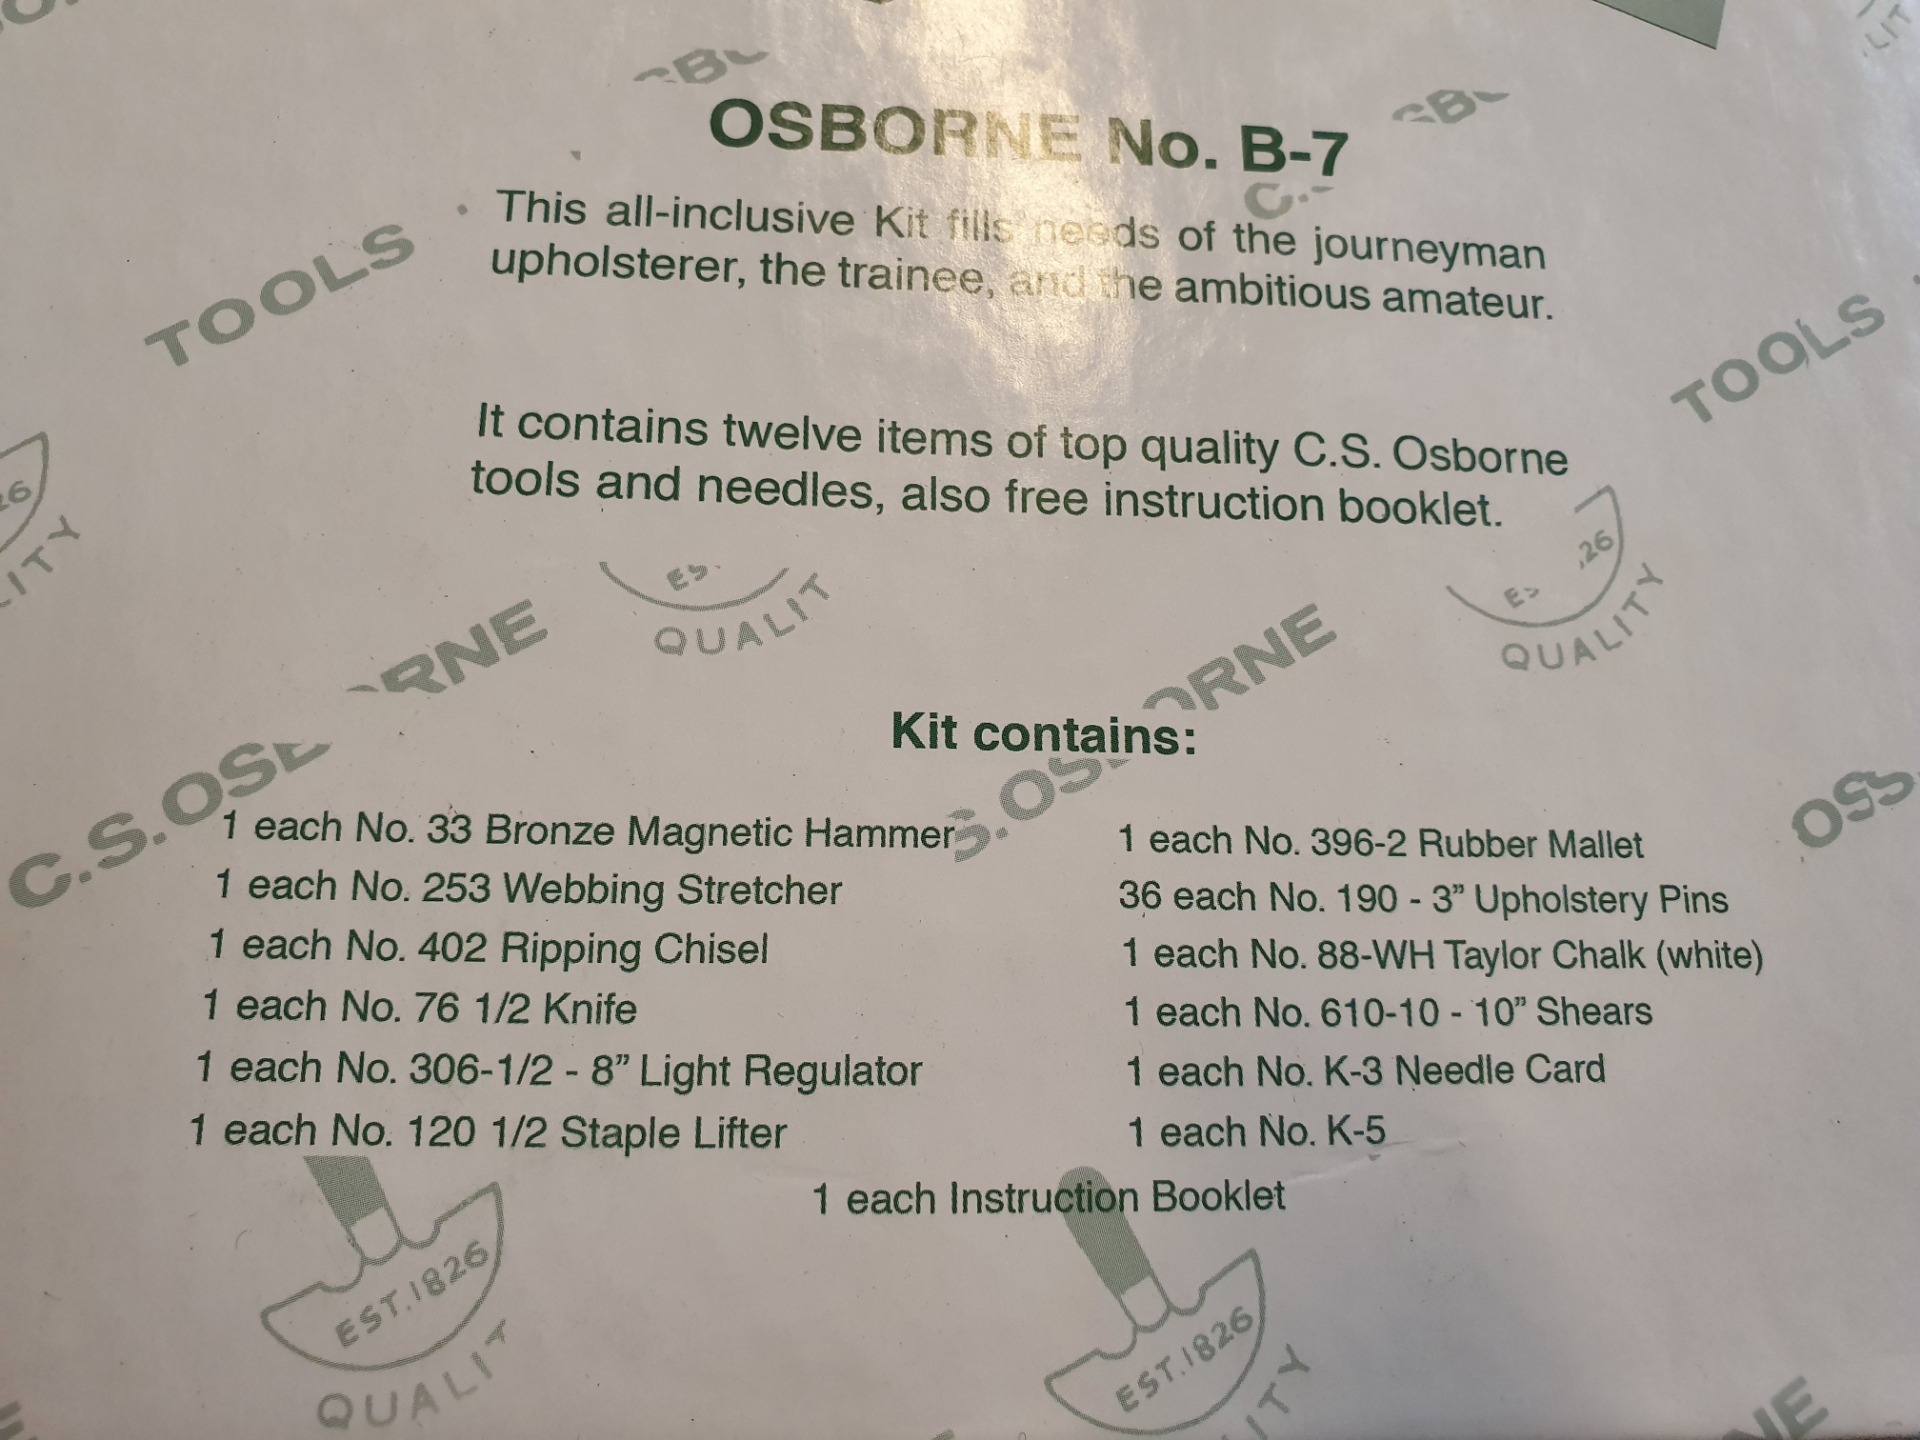 OSBORNE No. B-7
This all-inclusive Kit fills needs of the journeyman
upholsterer, the trainee, and the ambitious amateur.
TOOLS
TOOLS
It contains twelve items of top quality C.S. Osborne
tools and needles, also free instruction booklet.
QUALITY
Kit contains:
1 each No. 33 Bronze Magnetic Hammer
1 each No. 253 Webbing Stretcher
1 each No. 402 Ripping Chisel
1 each No. 76 1/2 Knife
1 each No. 306-1/2 - 8” Light Regulator
1 each No. 120 1/2 Staple Lifter
1 each No. 396-2 Rubber Mallet
36 each No. 190 - 3” Upholstery Pins
1 each No. 88-WH Taylor Chalk (white)
1 each No. 610-10 - 10” Shears
1 each No. K-3 Needle Card
1 each No. K-5
1 each Instruction Booklet
EST.1826
EST.1826